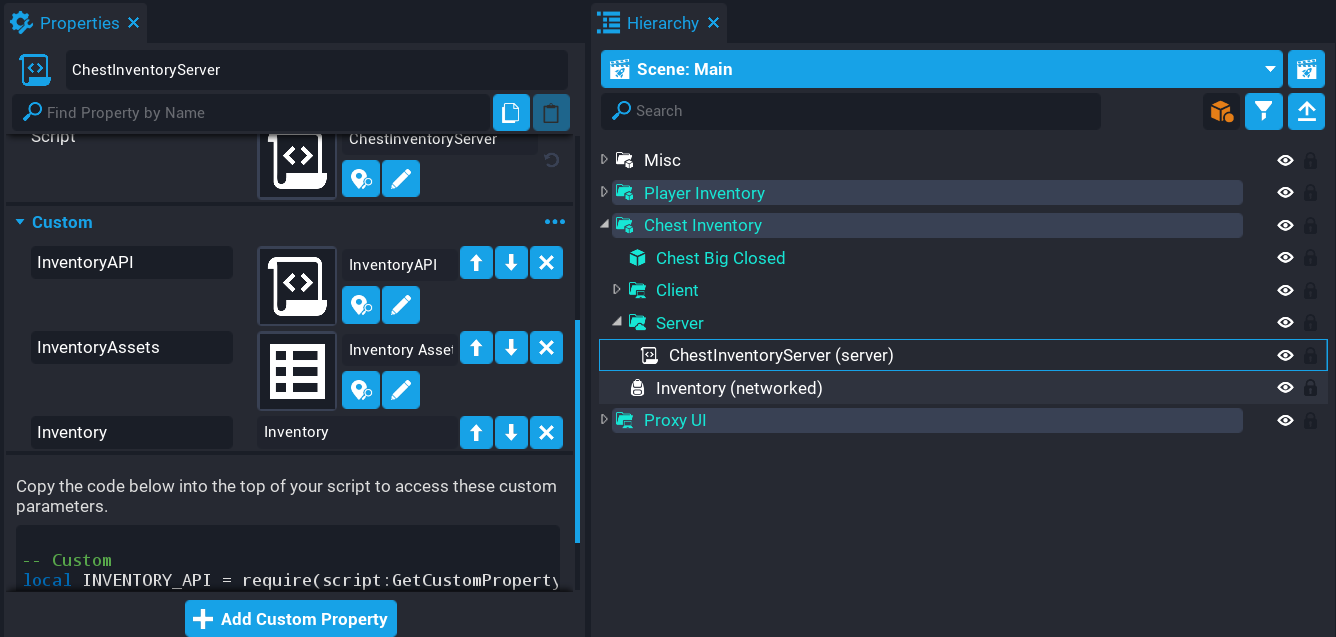 Properties
ChestInventoryServer
Find Property by Name
Script
ChestInventoryServer
Custom
InventoryAPI
InventoryAPI
InventoryAssets
Inventory Asset
Inventory
Inventory
Copy the code below into the top of your script to access these custom
parameters.
-- Custom
local INVENTORY_API = require(script:GetCustomProperty
Add Custom Property
Hierarchy
Scene: Main
Search
Misc
Player Inventory
Chest Inventory
Chest Big Closed
Client
Server
ChestInventoryServer (server)
Inventory (networked)
Proxy UI